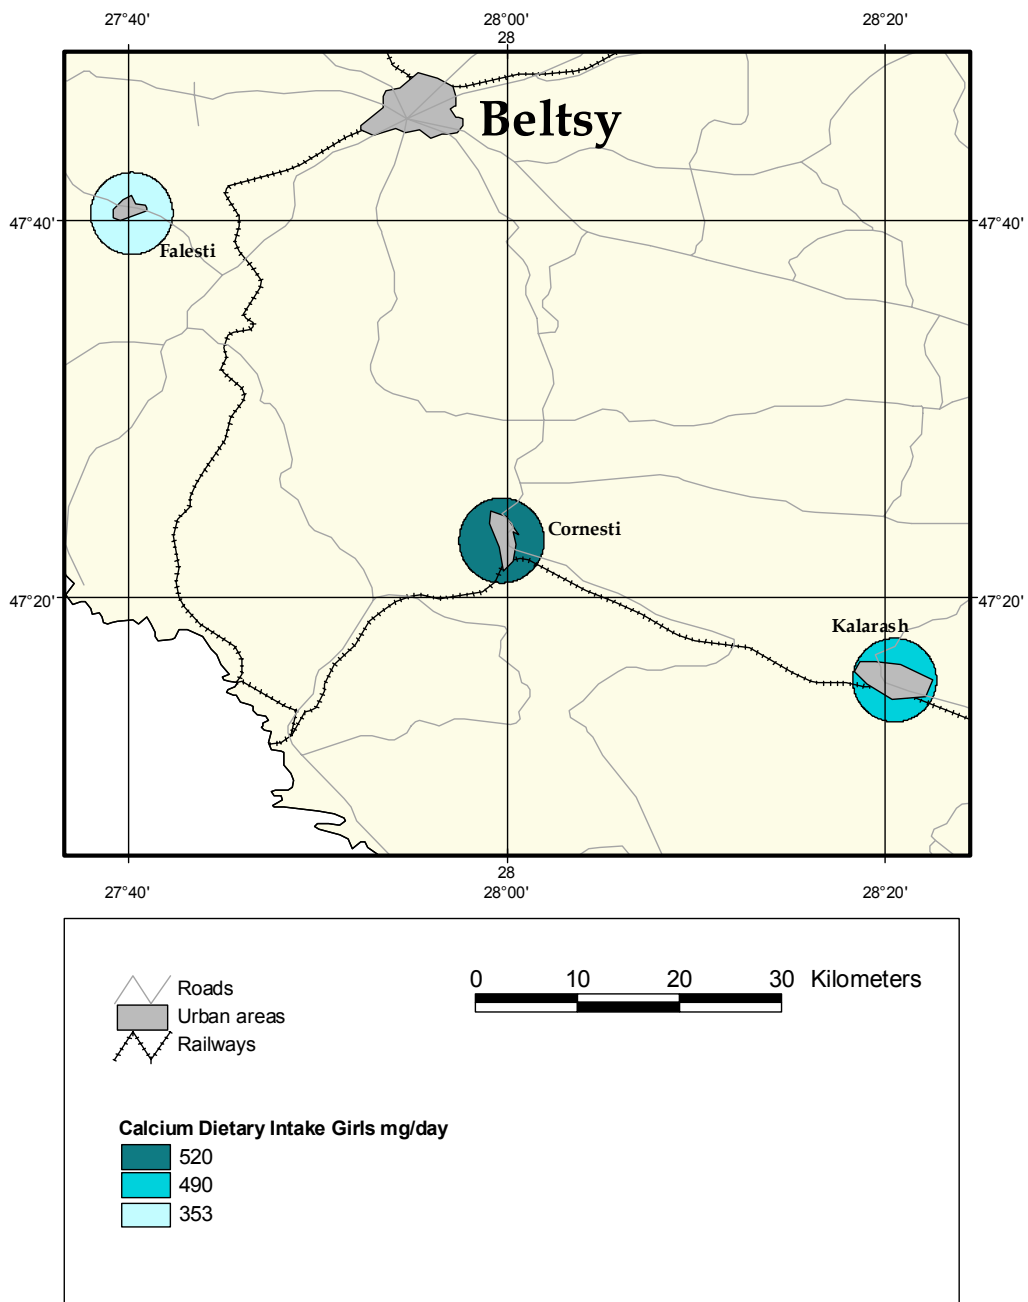 27°40' 28°00' 28°20'
28
Beltsy
47°40' 47°40'
Falesti
Cornesti
47°20' 47°20'
Kalarash
28
27°40' 28°00' 28°20'
0 10 20 30 Kilometers
Roads
Urban areas
Railways
Calcium Dietary Intake Girls mg/day
520
490
353